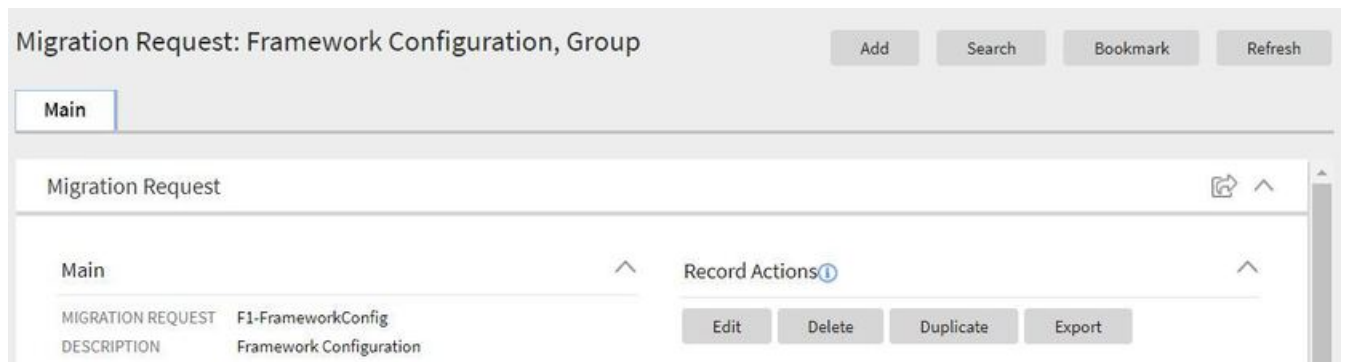 Migration Request: Framework Configuration, Group
Add Search Bookmark Refresh
Main
Migration Request
Main
Record Actions
MIGRATION REQUEST F1-FrameworkConfig
Edit Delete Duplicate Export
DESCRIPTION Framework Configuration